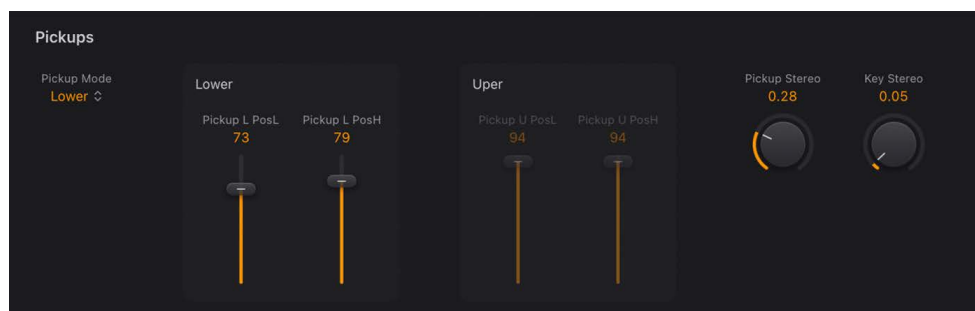 Pickups
Pickup Mode
Lower
Lower
Pickup L PosL
Pickup L PosH
73
79
Uper
Pickup U PosL
Pickup U PosH
94
94
Pickup Stereo
0.28
Key Stereo
0.05